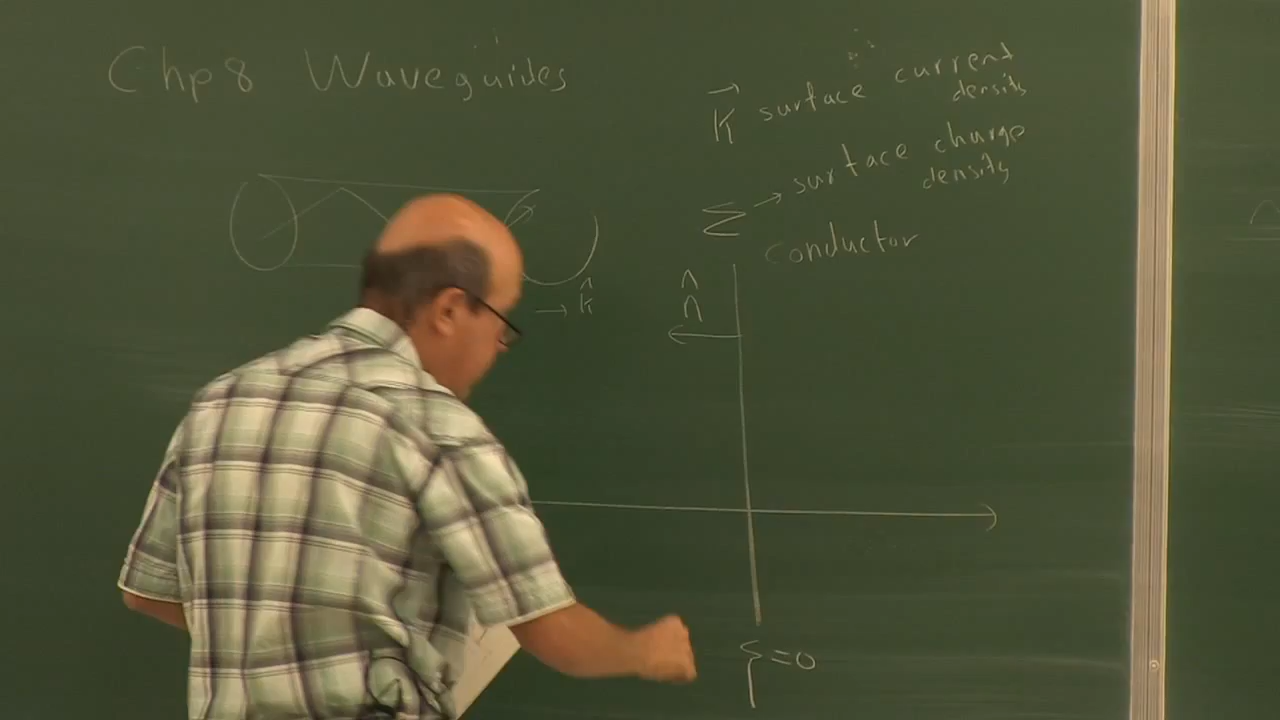 Chp 8 Waveguides
K⃗ surface current
density
Σ → surface charge
density
conductor
k̂
n̂
ξ = 0